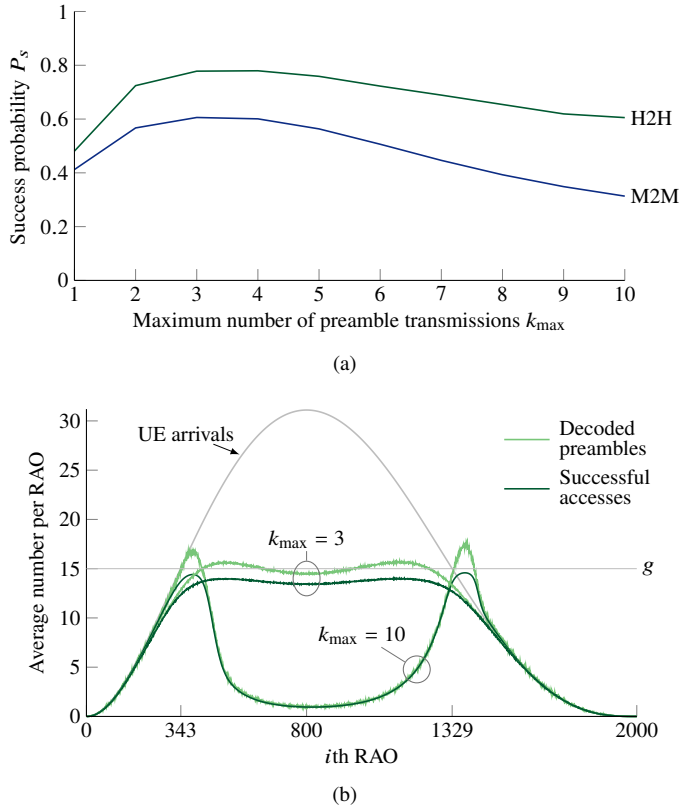 1
0.8
0.6
0.4
0.2
0
Success probability P_s
H2H
M2M
1 2 3 4 5 6 7 8 9 10
Maximum number of preamble transmissions k_max
(a)
30
25
20
15
10
5
0
Average number per RAO
UE arrivals
Decoded
preambles
Successful
accesses
k_max = 3
g
k_max = 10
0 343 800 1329 2000
ith RAO
(b)